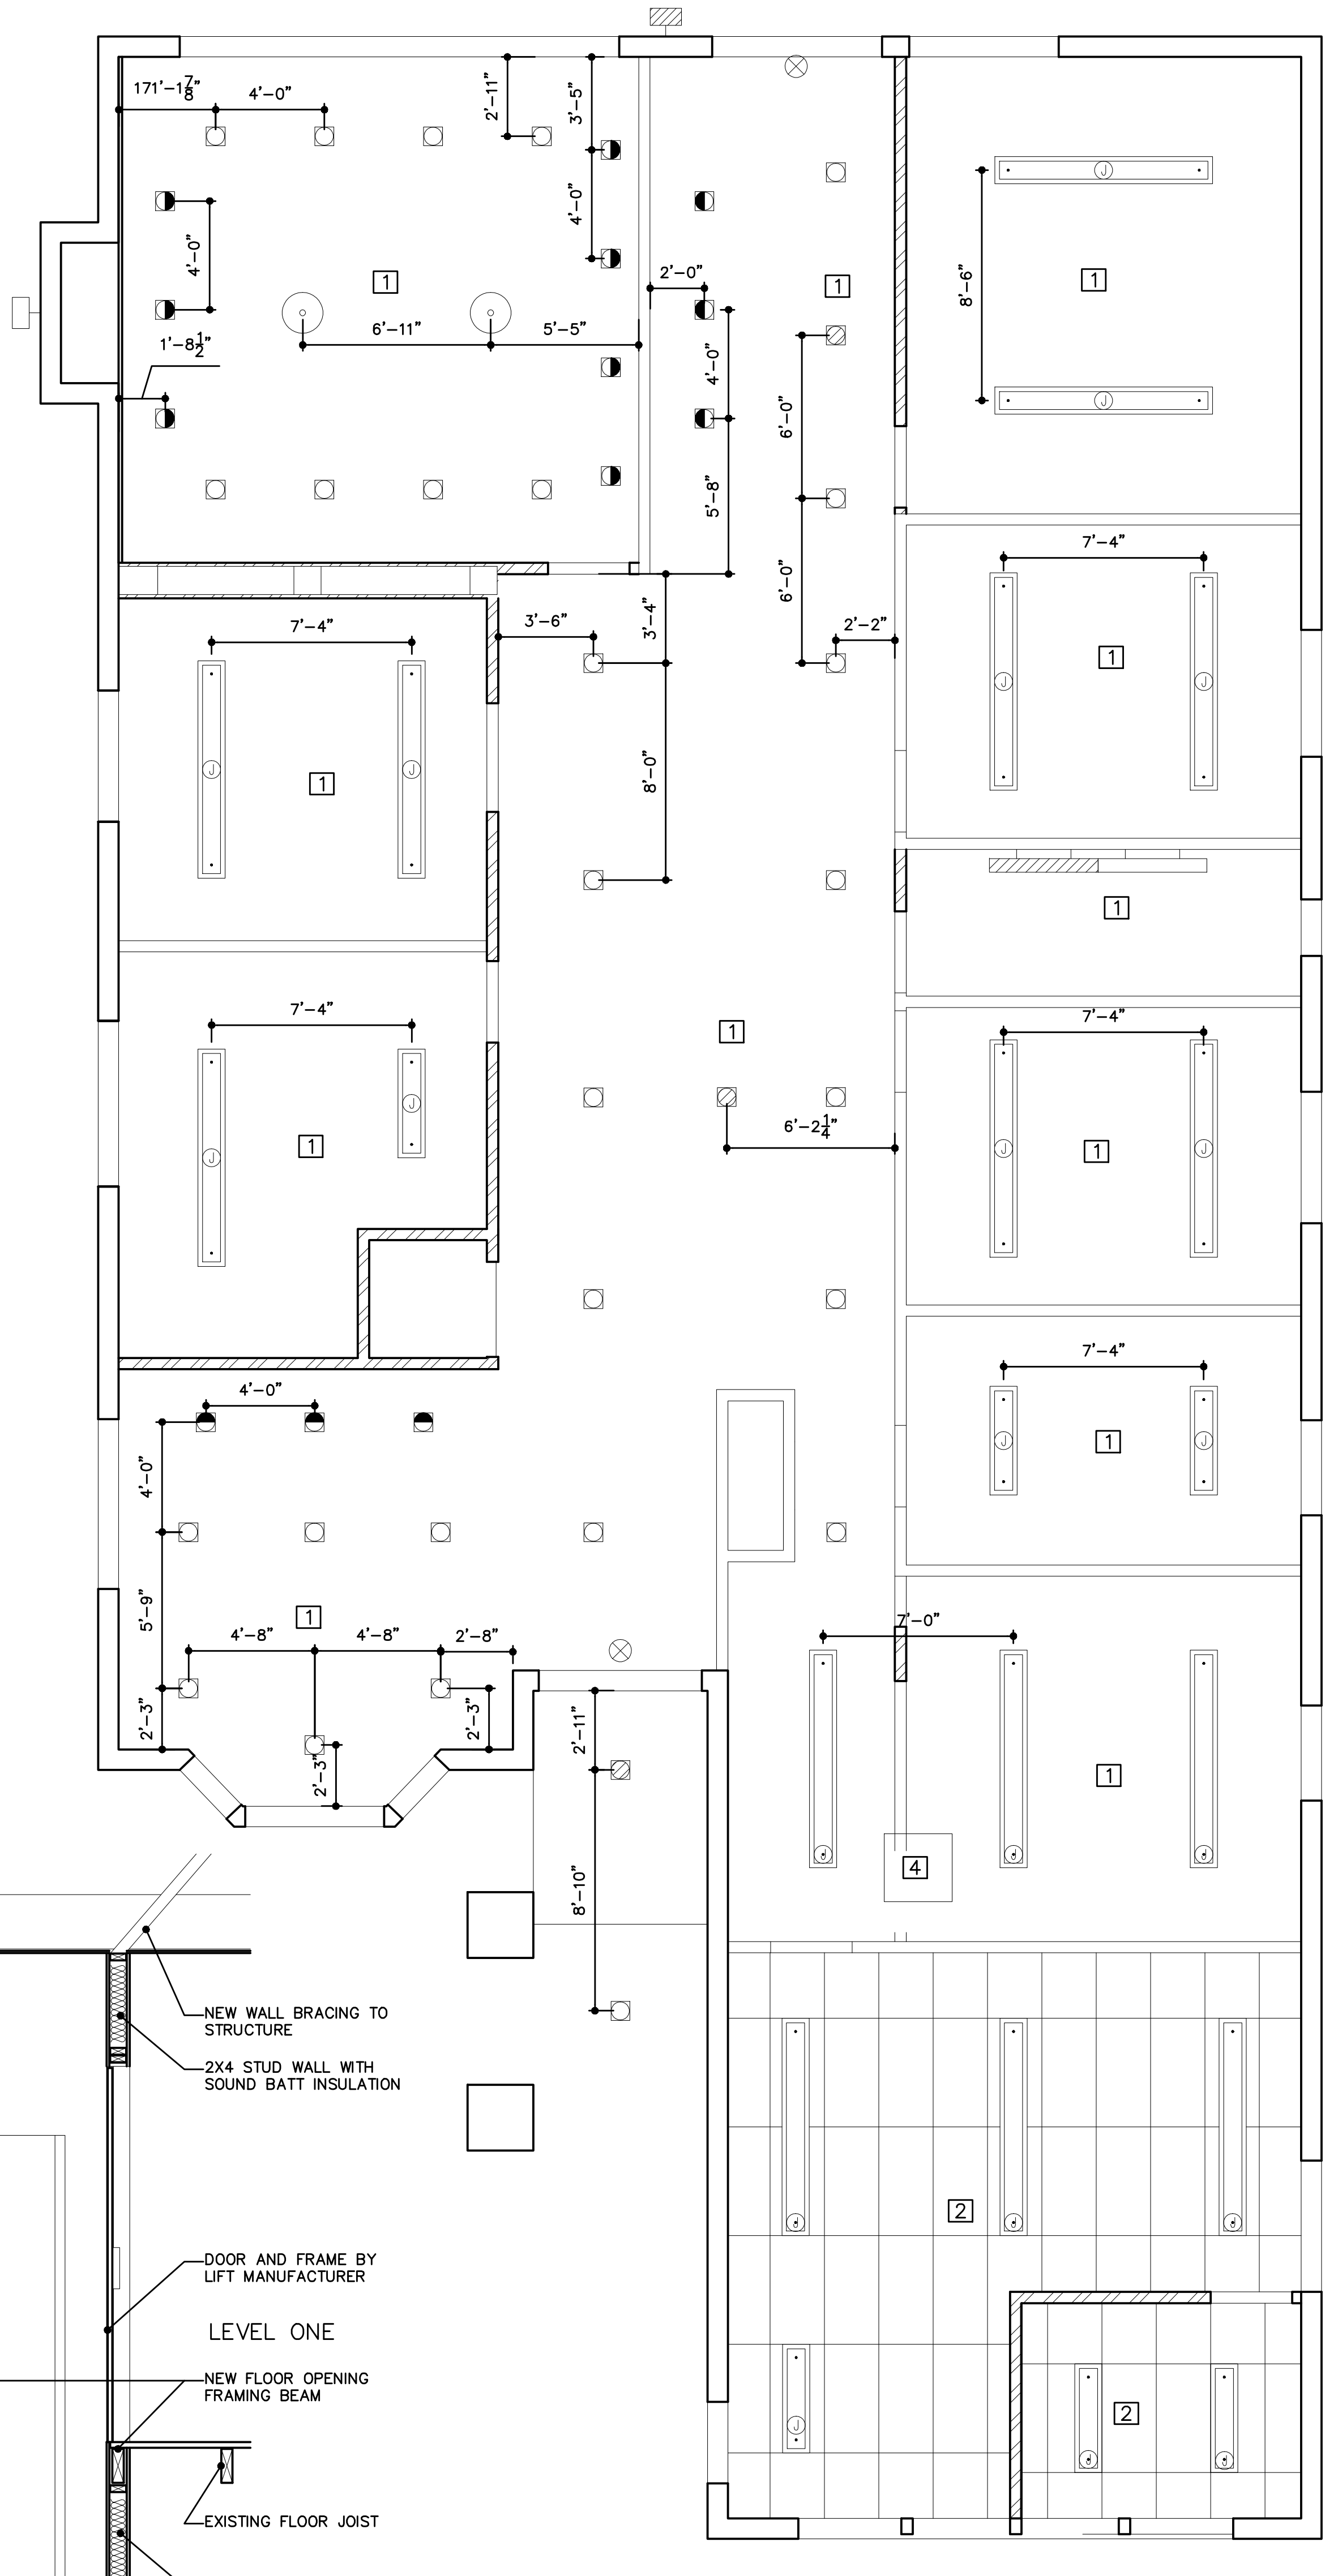 171'-1 7/8"
4'-0"
2'-11"
3'-5"
4'-0"
4'-0"
1
2'-0"
1
1
8'-6"
6'-11"
5'-5"
1'-8 1/2"
4'-0"
6'-0"
5'-8"
7'-4"
6'-0"
3'-4"
3'-6"
2'-2"
7'-4"
1
J
J
J
J
8'-0"
J
J
1
1
1
7'-4"
7'-4"
J
J
6'-2 1/4"
1
J
J
1
7'-4"
4'-0"
J
J
1
4'-0"
5'-9"
1
7'-0"
4'-8"
4'-8"
2'-8"
2'-3"
2'-3"
2'-11"
2'-3"
1
J
J
J
4
8'-10"
NEW WALL BRACING TO
STRUCTURE
2X4 STUD WALL WITH
SOUND BATT INSULATION
2
J
J
J
DOOR AND FRAME BY
LIFT MANUFACTURER
LEVEL ONE
NEW FLOOR OPENING
FRAMING BEAM
2
J
J
J
EXISTING FLOOR JOIST